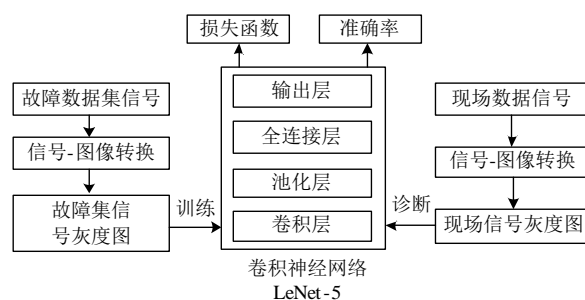 损失函数
准确率
故障数据集信号
信号-图像转换
故障集信
号灰度图
训练
输出层
全连接层
池化层
卷积层
卷积神经网络
LeNet-5
诊断
现场数据信号
信号-图像转换
现场信号灰度图